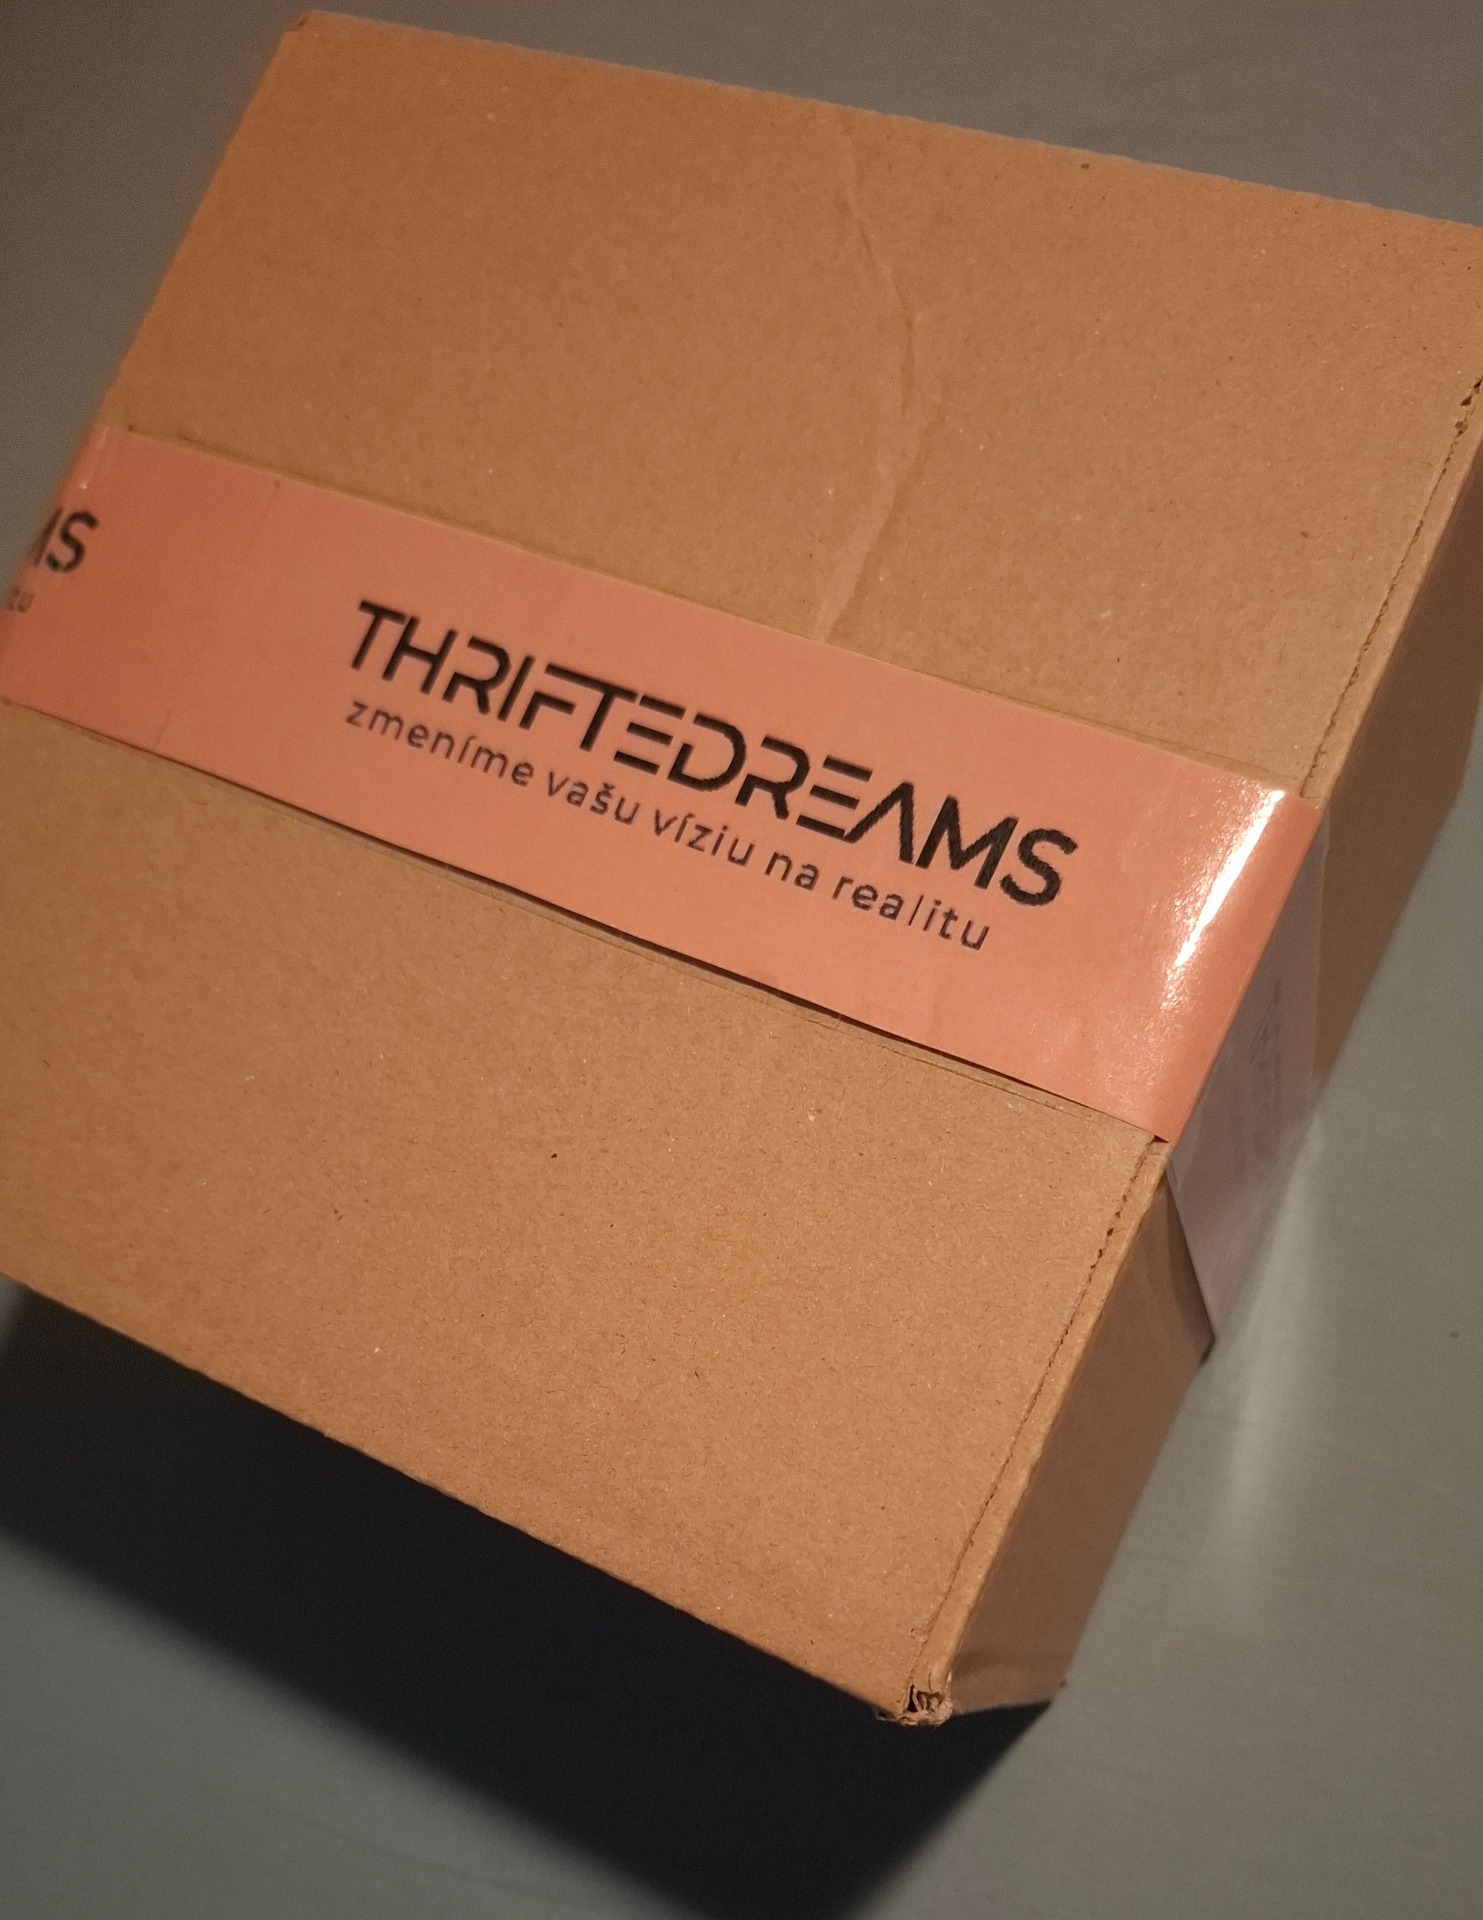 THRIFTEDREAMS
zmeníme vašu víziu na realitu